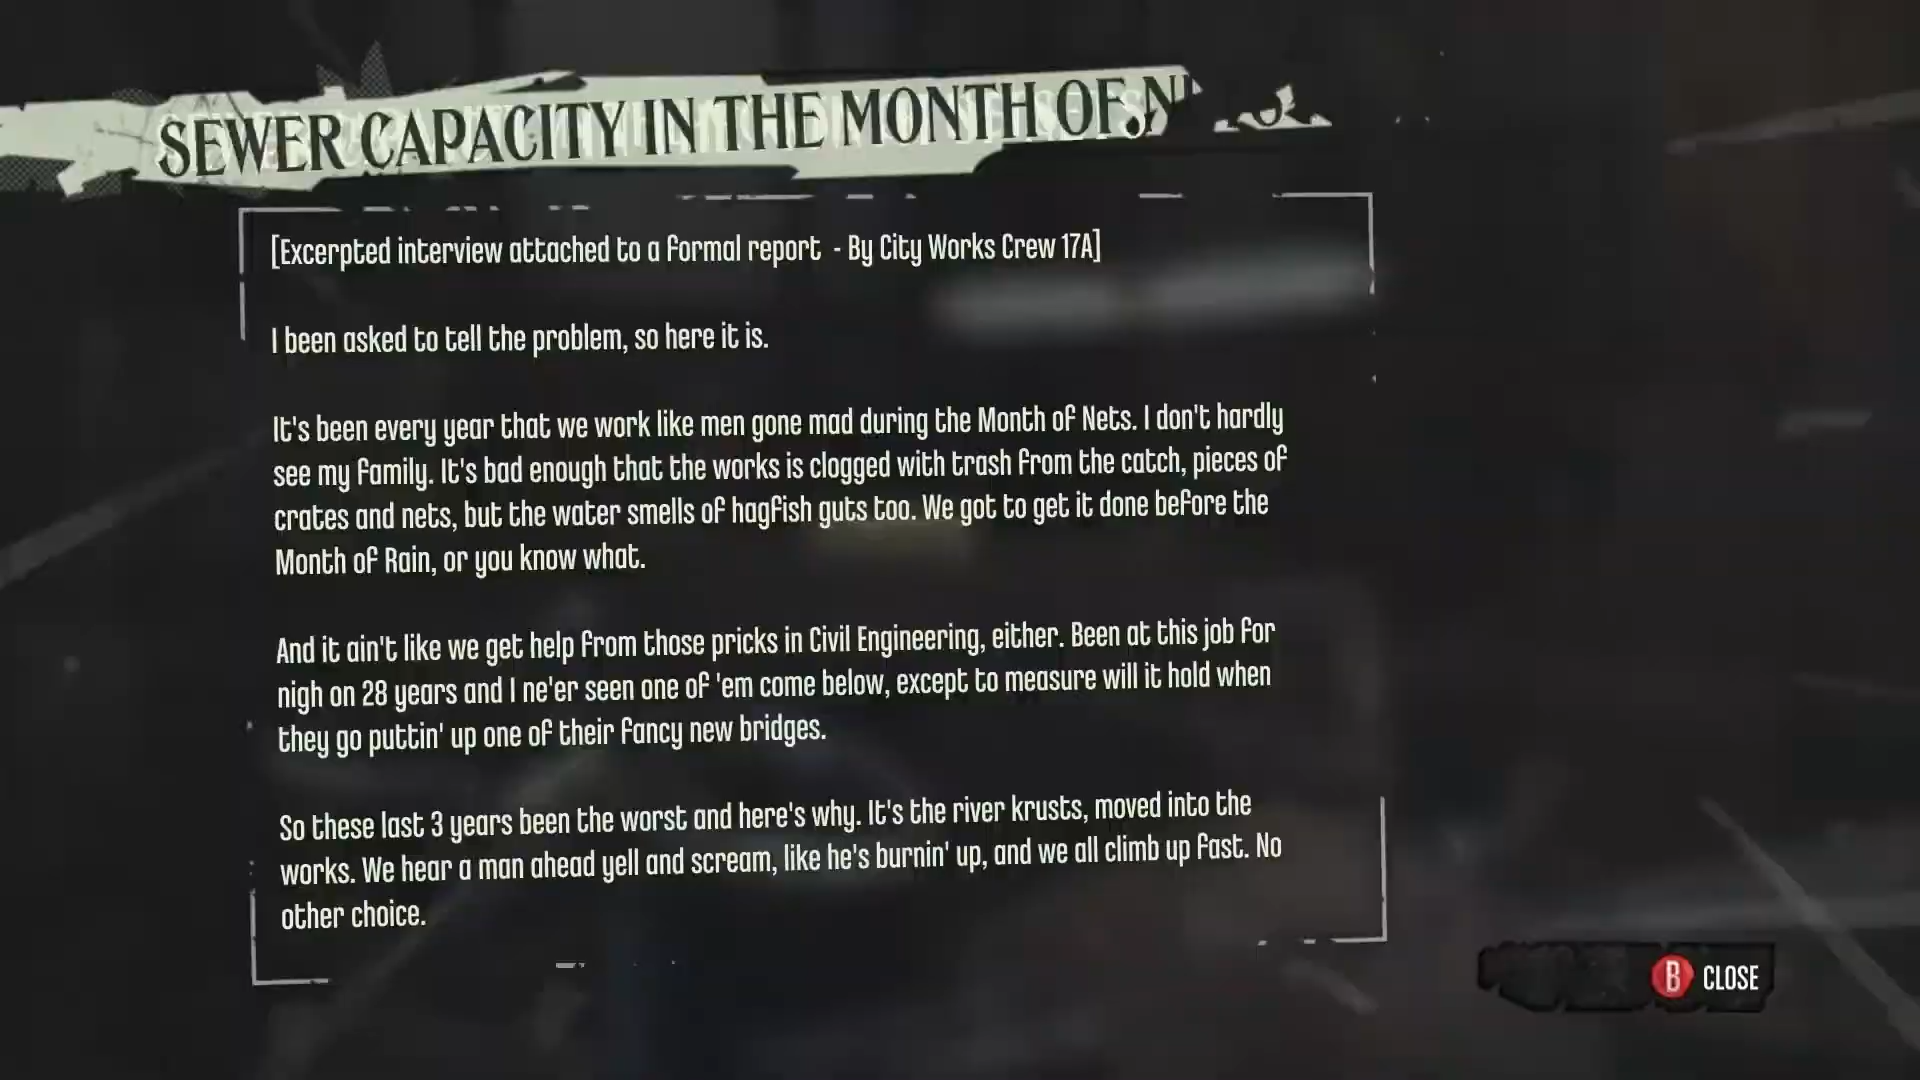 SEWER CAPACITY IN THE MONTH OF
[Excerpted interview attached to a formal report - By City Works Crew 17A]
I been asked to tell the problem, so here it is.
It's been every year that we work like men gone mad during the Month of Nets. I don't hardly
see my family. It's bad enough that the works is clogged with trash from the catch, pieces of
crates and nets, but the water smells of hagfish guts too. We got to get it done before the
Month of Rain, or you know what.
And it ain't like we get help from those pricks in Civil Engineering, either. Been at this job for
nigh on 28 years and I ne'er seen one of 'em come below, except to measure will it hold when
they go puttin' up one of their fancy new bridges.
So these last 3 years been the worst and here's why. It's the river krusts, moved into the
works. We hear a man ahead yell and scream, like he's burnin' up, and we all climb up fast. No
other choice.
B CLOSE